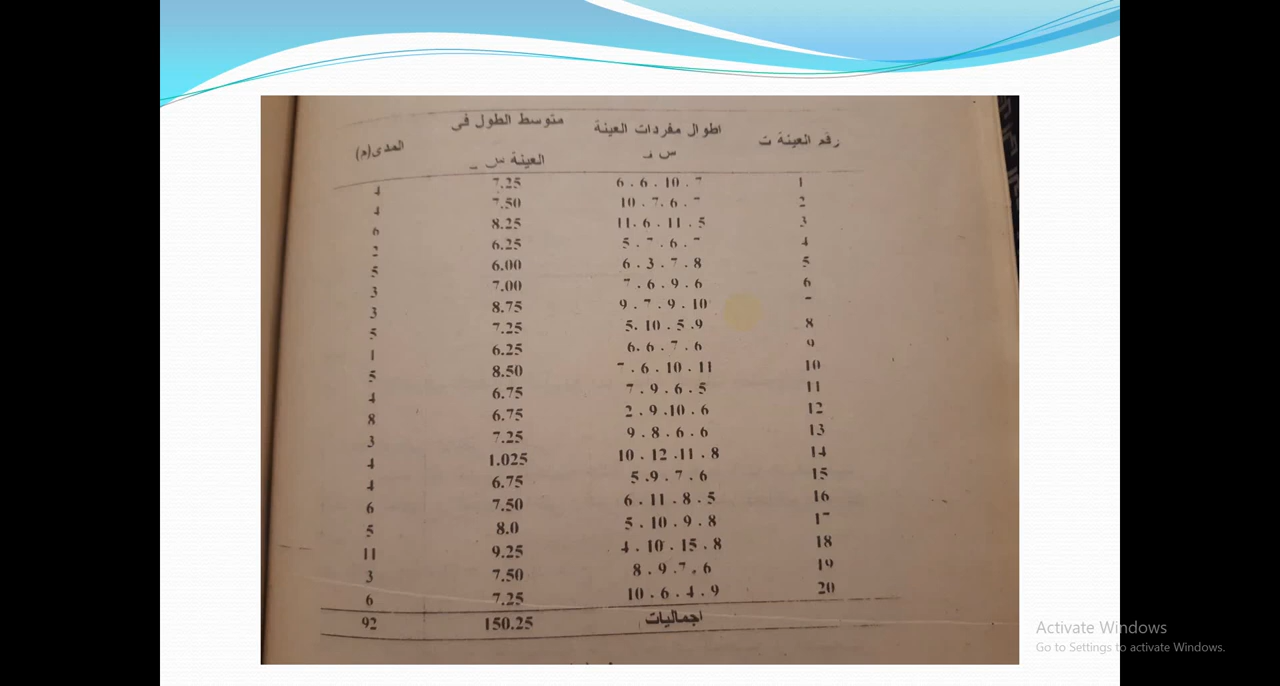 رقم العينة ت اطوال مفردات العينة س ر متوسط الطول في العينة س المدى(م)
1 6 . 6 . 10 . 7 7.25 4
2 10 . 7 . 6 . 7 7.50 4
3 11 . 6 . 11 . 5 8.25 6
4 5 . 7 . 6 . 7 6.25 2
5 6 . 3 . 7 . 8 6.00 5
6 7 . 6 . 9 . 6 7.00 3
7 9 . 7 . 9 . 10 8.75 3
8 5 . 10 . 5 . 9 7.25 5
9 6 . 6 . 7 . 6 6.25 1
10 7 . 6 . 10 . 11 8.50 5
11 7 . 9 . 6 . 5 6.75 4
12 2 . 9 . 10 . 6 6.75 8
13 9 . 8 . 6 . 6 7.25 3
14 10 . 12 . 11 . 8 1.025 4
15 5 . 9 . 7 . 6 6.75 4
16 6 . 11 . 8 . 5 7.50 6
17 5 . 10 . 9 . 8 8.0 5
18 4 . 10 . 15 . 8 9.25 11
19 8 . 9 . 7 . 6 7.50 3
20 10 . 6 . 4 . 9 7.25 6
اجماليات 150.25 92
Activate Windows
Go to Settings to activate Windows.